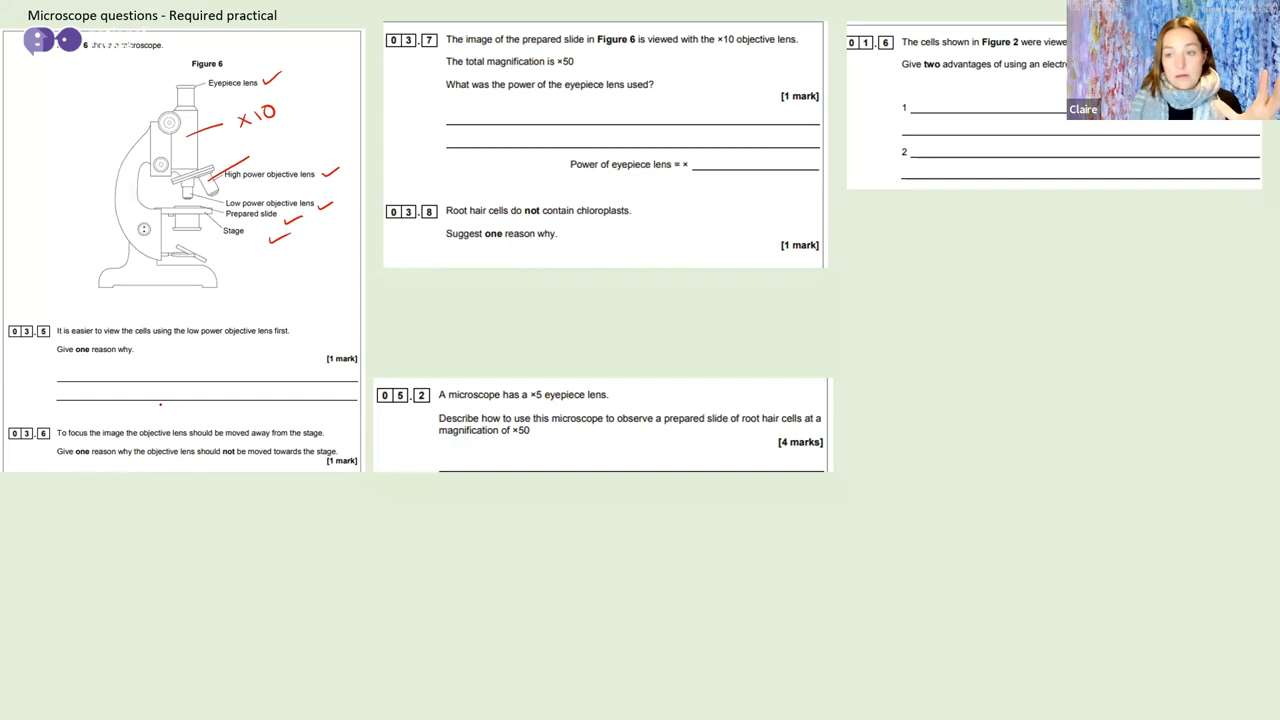 Microscope questions - Required practical
6
microscope.
Figure 6
Eyepiece lens
×10
High power objective lens
Low power objective lens
Prepared slide
Stage
0 3 . 5 It is easier to view the cells using the low power objective lens first.
Give one reason why.
[1 mark]
0 3 . 6 To focus the image the objective lens should be moved away from the stage.
Give one reason why the objective lens should not be moved towards the stage.
[1 mark]
0 3 . 7 The image of the prepared slide in Figure 6 is viewed with the ×10 objective lens.
The total magnification is ×50
What was the power of the eyepiece lens used?
[1 mark]
Power of eyepiece lens = ×
0 3 . 8 Root hair cells do not contain chloroplasts.
Suggest one reason why.
[1 mark]
0 5 . 2 A microscope has a ×5 eyepiece lens.
Describe how to use this microscope to observe a prepared slide of root hair cells at a
magnification of ×50
[4 marks]
0 1 . 6 The cells shown in Figure 2 were viewe
Give two advantages of using an electr
1
2
Claire